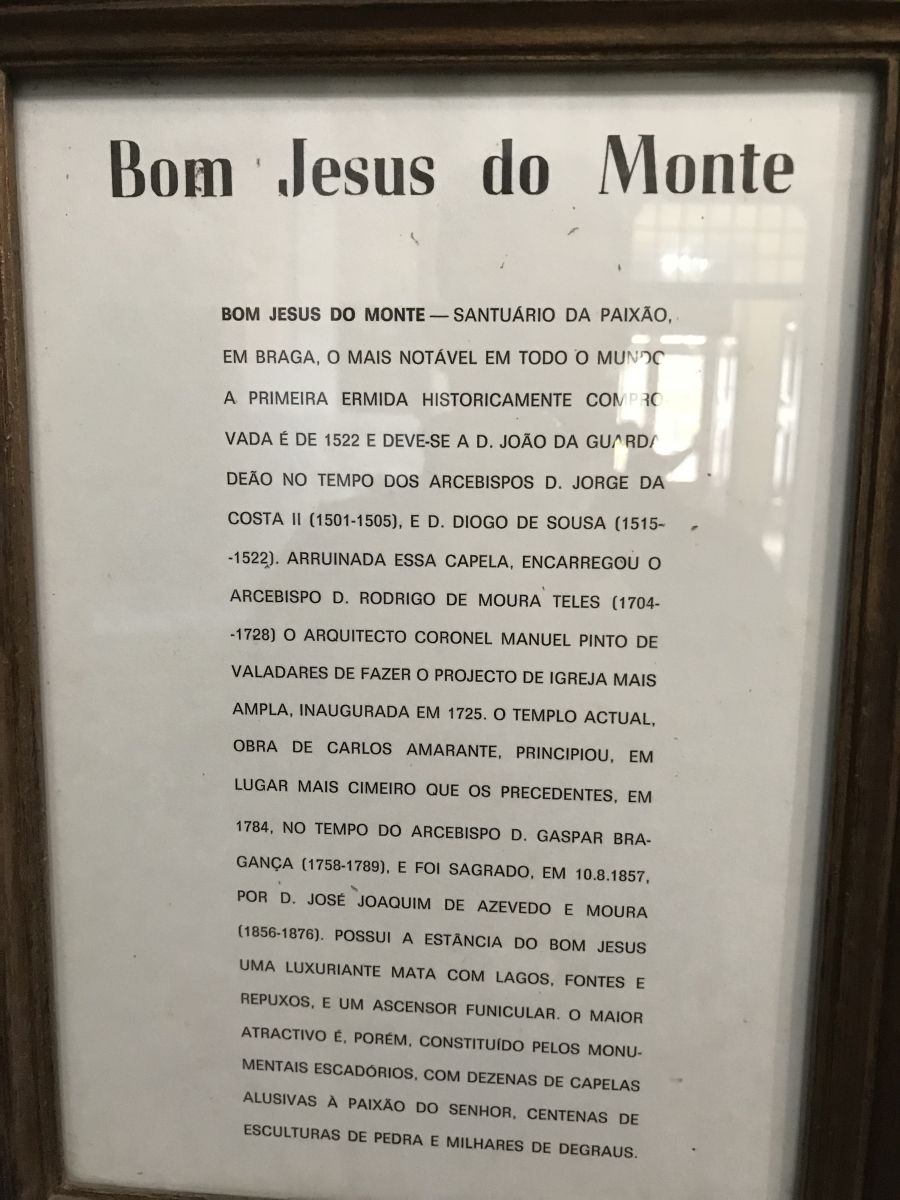 Bom Jesus do Monte
BOM JESUS DO MONTE — SANTUÁRIO DA PAIXÃO,
EM BRAGA, O MAIS NOTÁVEL EM TODO O MUNDO
A PRIMEIRA ERMIDA HISTORICAMENTE COMPRO
VADA É DE 1522 E DEVE-SE A D. JOÃO DA GUARDA
DEÃO NO TEMPO DOS ARCEBISPOS D. JORGE DA
COSTA II (1501-1505), E D. DIOGO DE SOUSA (1515-
-1522). ARRUINADA ESSA CAPELA, ENCARREGOU O
ARCEBISPO D. RODRIGO DE MOURA TELES (1704-
-1728) O ARQUITECTO CORONEL MANUEL PINTO DE
VALADARES DE FAZER O PROJECTO DE IGREJA MAIS
AMPLA, INAUGURADA EM 1725. O TEMPLO ACTUAL,
OBRA DE CARLOS AMARANTE, PRINCIPIOU, EM
LUGAR MAIS CIMEIRO QUE OS PRECEDENTES, EM
1784, NO TEMPO DO ARCEBISPO D. GASPAR BRA-
GANÇA (1758-1789), E FOI SAGRADO, EM 10.8.1857,
POR D. JOSÉ JOAQUIM DE AZEVEDO E MOURA
(1856-1876). POSSUI A ESTÂNCIA DO BOM JESUS
UMA LUXURIANTE MATA COM LAGOS, FONTES E
REPUXOS, E UM ASCENSOR FUNICULAR. O MAIOR
ATRACTIVO É, PORÉM, CONSTITUÍDO PELOS MONU-
MENTAIS ESCADÓRIOS, COM DEZENAS DE CAPELAS
ALUSIVAS À PAIXÃO DO SENHOR, CENTENAS DE
ESCULTURAS DE PEDRA E MILHARES DE DEGRAUS.